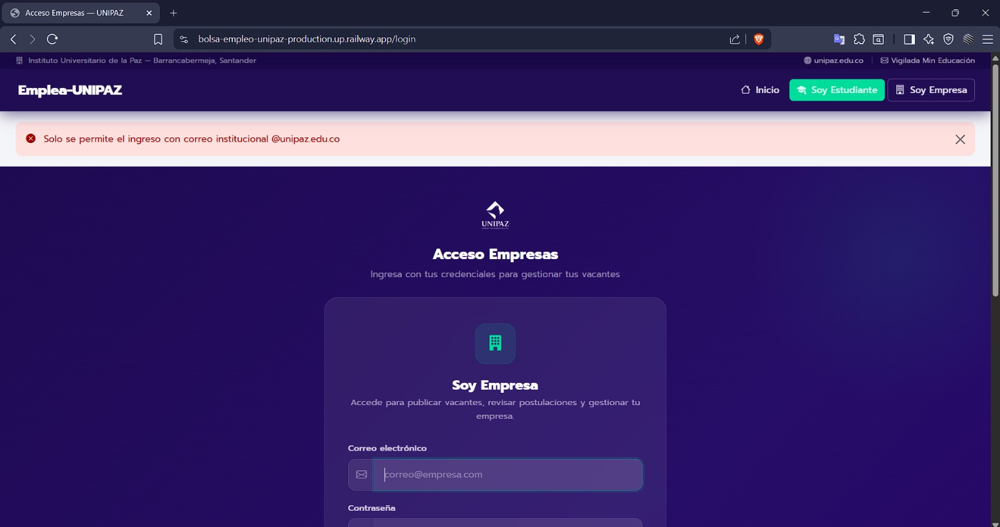 Acceso Empresas — UNIPAZ
bolsa-empleo-unipaz-production.up.railway.app/login
Instituto Universitario de la Paz — Barrancabermeja, Santander
unipaz.edu.co
Vigilada Min Educación
Emplea-UNIPAZ
Inicio
Soy Estudiante
Soy Empresa
Solo se permite el ingreso con correo institucional @unipaz.edu.co
UNIPAZ
Acceso Empresas
Ingresa con tus credenciales para gestionar tus vacantes
Soy Empresa
Accede para publicar vacantes, revisar postulaciones y gestionar tu
empresa.
Correo electrónico
correo@empresa.com
Contraseña